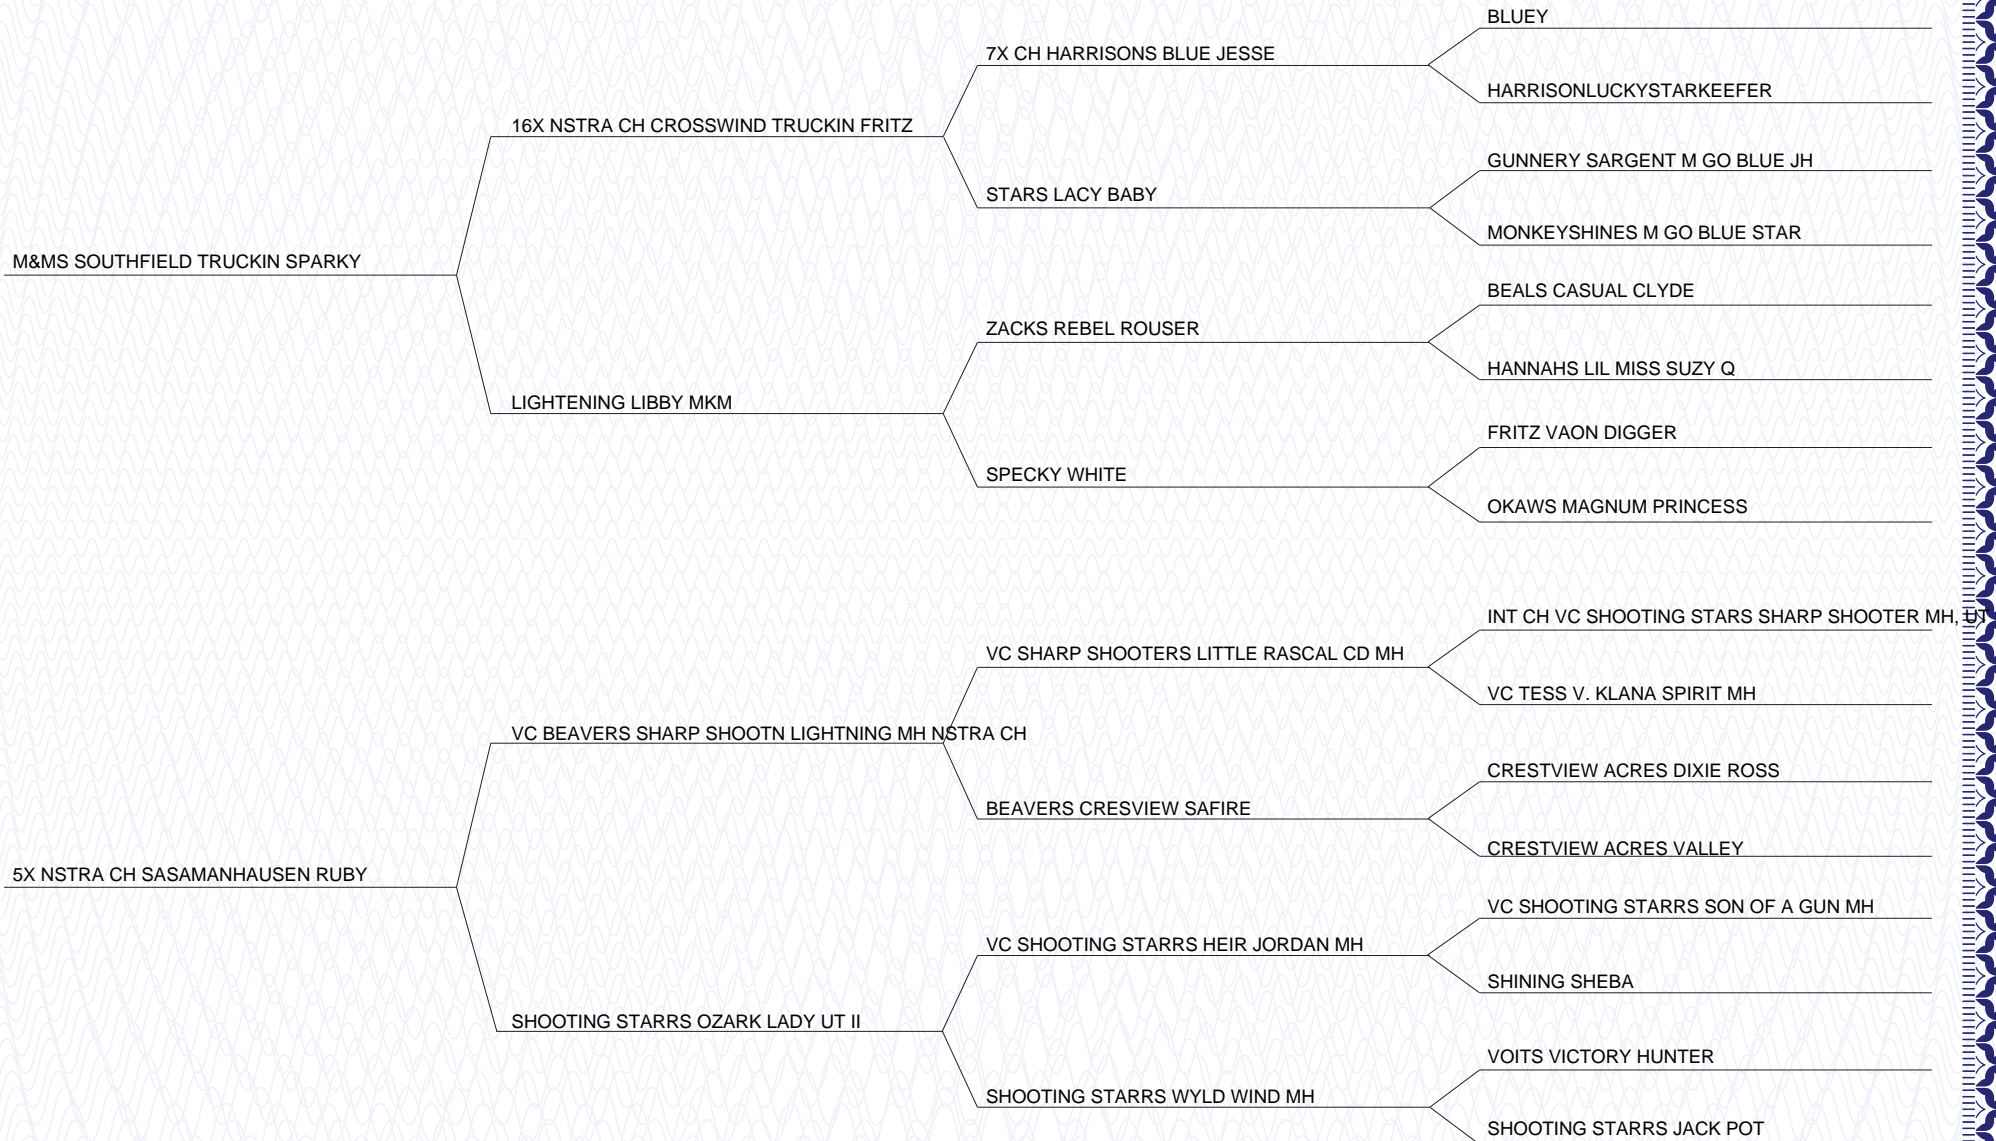 BLUEY
7X CH HARRISONS BLUE JESSE
HARRISONLUCKYSTARKEEFER
16X NSTRA CH CROSSWIND TRUCKIN FRITZ
GUNNERY SARGENT M GO BLUE JH
STARS LACY BABY
MONKEYSHINES M GO BLUE STAR
M&MS SOUTHFIELD TRUCKIN SPARKY
BEALS CASUAL CLYDE
ZACKS REBEL ROUSER
HANNAHS LIL MISS SUZY Q
LIGHTENING LIBBY MKM
FRITZ VAON DIGGER
SPECKY WHITE
OKAWS MAGNUM PRINCESS
INT CH VC SHOOTING STARS SHARP SHOOTER MH, UT
VC SHARP SHOOTERS LITTLE RASCAL CD MH
VC TESS V. KLANA SPIRIT MH
VC BEAVERS SHARP SHOOTN LIGHTNING MH NSTRA CH
CRESTVIEW ACRES DIXIE ROSS
BEAVERS CRESVIEW SAFIRE
CRESTVIEW ACRES VALLEY
5X NSTRA CH SASAMANHAUSEN RUBY
VC SHOOTING STARRS SON OF A GUN MH
VC SHOOTING STARRS HEIR JORDAN MH
SHINING SHEBA
SHOOTING STARRS OZARK LADY UT II
VOITS VICTORY HUNTER
SHOOTING STARRS WYLD WIND MH
SHOOTING STARRS JACK POT